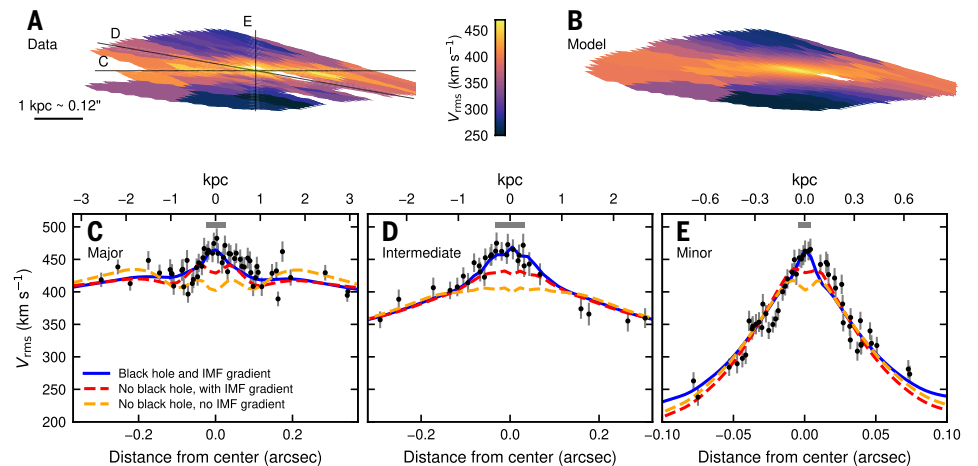 A
Data
E
D
C
1 kpc ~ 0.12"
450
400
350
300
250
Vrms (km s−1)
B
Model
kpc
−3 −2 −1 0 1 2 3
500
450
400
350
300
250
200
Vrms (km s−1)
C
Major
Black hole and IMF gradient
No black hole, with IMF gradient
No black hole, no IMF gradient
−0.2 0.0 0.2
Distance from center (arcsec)
kpc
−2 −1 0 1 2
D
Intermediate
−0.2 0.0 0.2
Distance from center (arcsec)
kpc
−0.6 −0.3 0.0 0.3 0.6
E
Minor
−0.10 −0.05 0.00 0.05 0.10
Distance from center (arcsec)